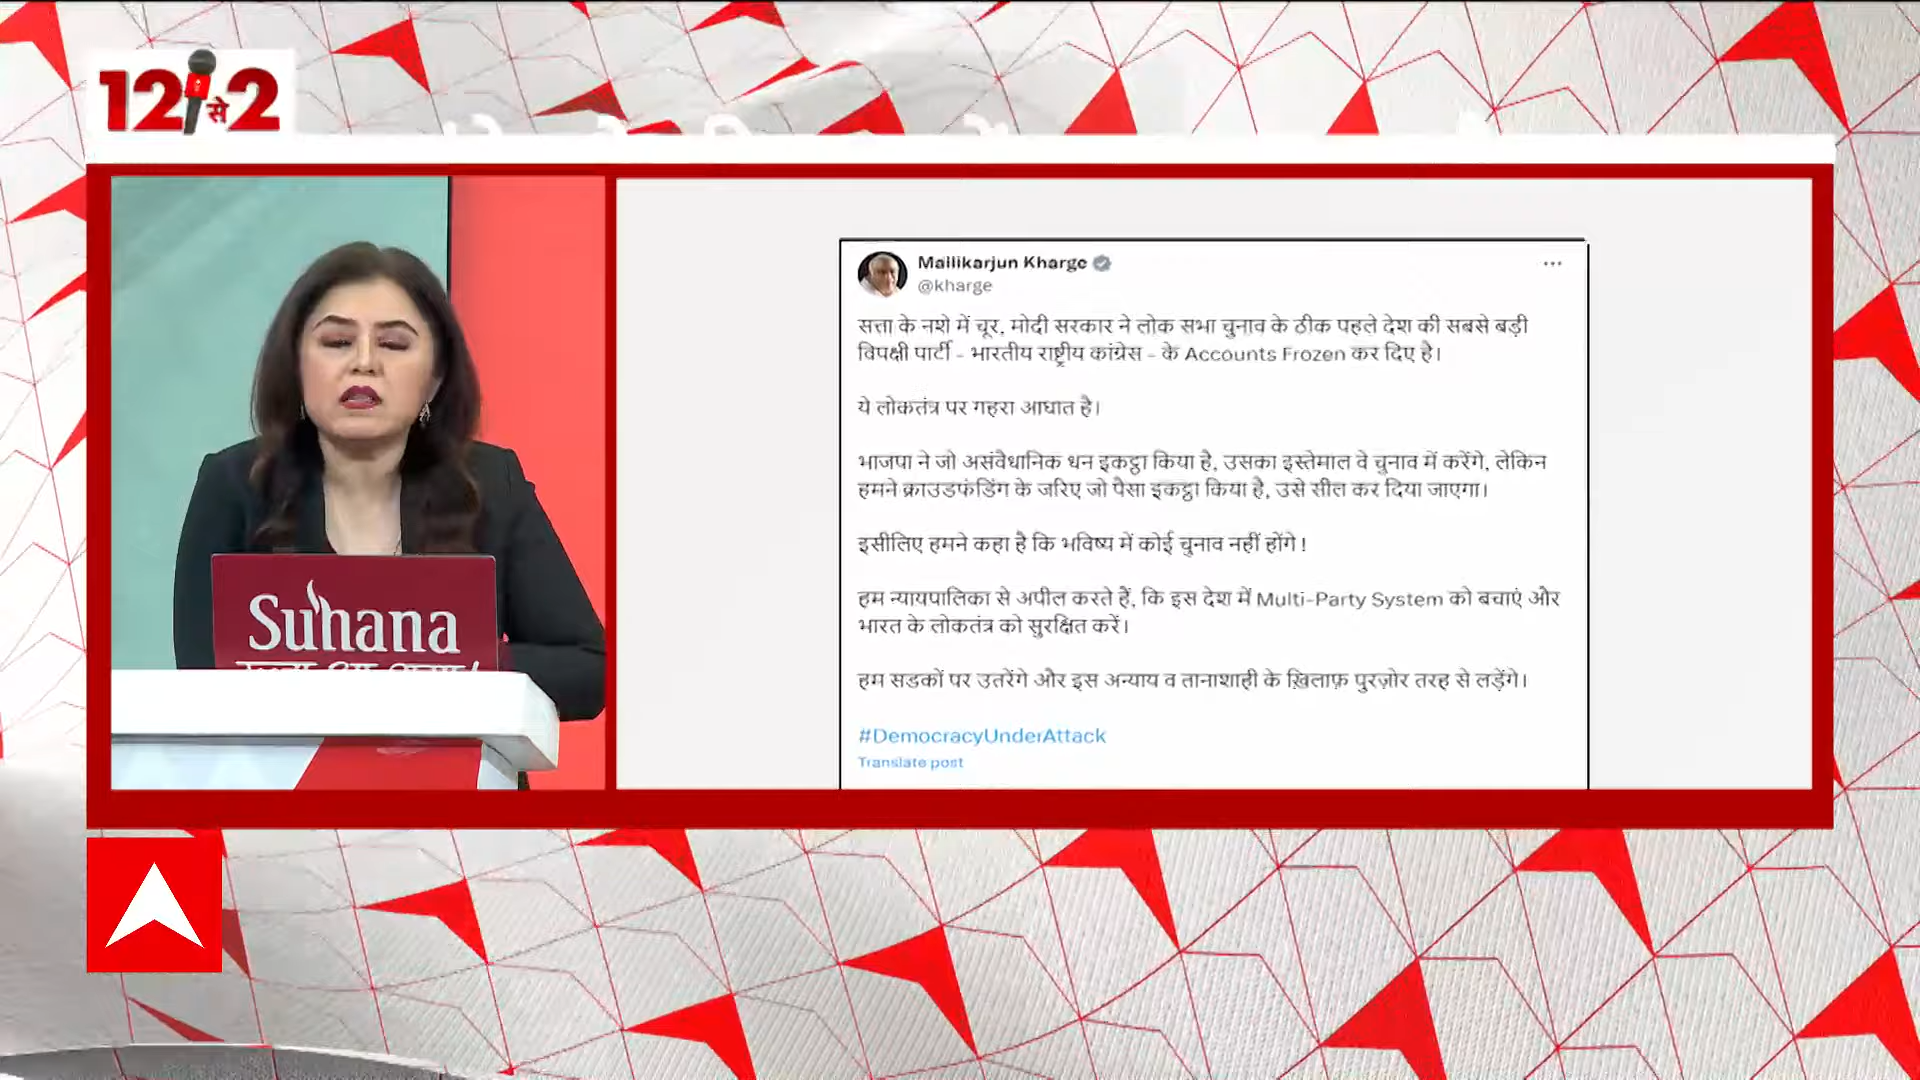 12 से 2
Suhana
Mallikarjun Kharge
@kharge
सत्ता के नशे में चूर, मोदी सरकार ने लोक सभा चुनाव के ठीक पहले देश की सबसे बड़ी
विपक्षी पार्टी - भारतीय राष्ट्रीय कांग्रेस - के Accounts Frozen कर दिए है।
ये लोकतंत्र पर गहरा आघात है।
भाजपा ने जो असंवैधानिक धन इकट्ठा किया है, उसका इस्तेमाल वे चुनाव में करेंगे, लेकिन
हमने क्राउडफंडिंग के जरिए जो पैसा इकट्ठा किया है, उसे सील कर दिया जाएगा।
इसीलिए हमने कहा है कि भविष्य में कोई चुनाव नहीं होंगे !
हम न्यायपालिका से अपील करते हैं, कि इस देश में Multi-Party System को बचाएं और
भारत के लोकतंत्र को सुरक्षित करें।
हम सडकों पर उतरेंगे और इस अन्याय व तानाशाही के ख़िलाफ़ पुरज़ोर तरह से लड़ेंगे।
#DemocracyUnderAttack
Translate post